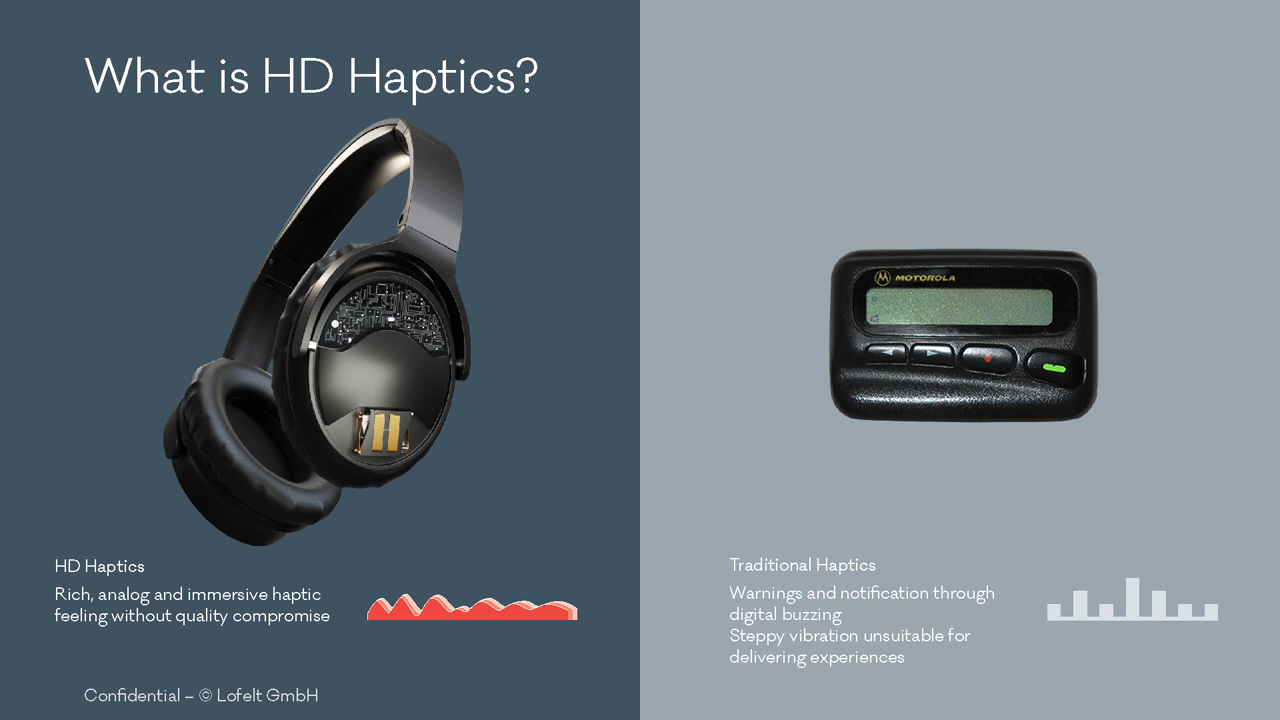 What is HD Haptics?
MOTOROLA
HD Haptics
Rich, analog and immersive haptic
feeling without quality compromise
Traditional Haptics
Warnings and notification through
digital buzzing
Steppy vibration unsuitable for
delivering experiences
Confidential – © Lofelt GmbH